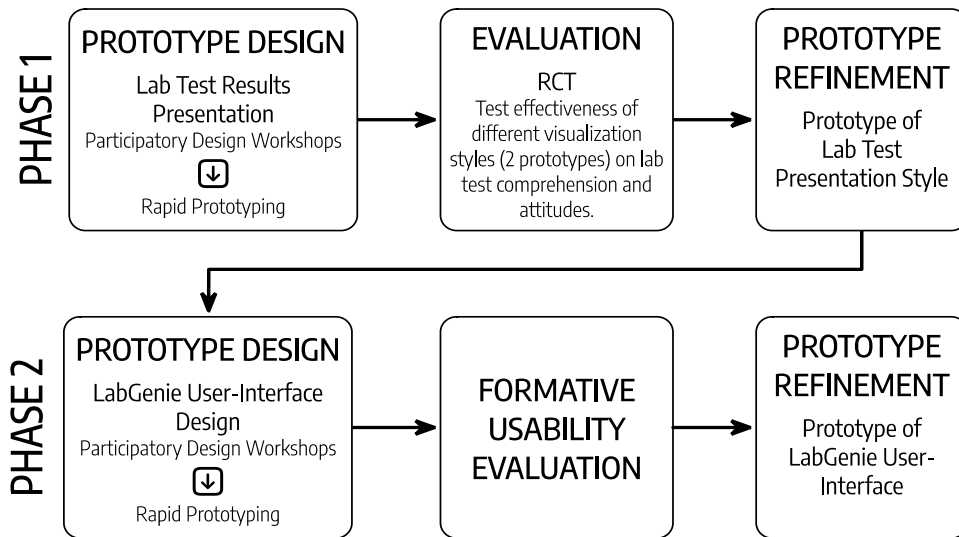 PHASE 1
PROTOTYPE DESIGN
Lab Test Results
Presentation
Participatory Design Workshops
Rapid Prototyping
EVALUATION
RCT
Test effectiveness of
different visualization
styles (2 prototypes) on lab
test comprehension and
attitudes.
PROTOTYPE
REFINEMENT
Prototype of
Lab Test
Presentation Style
PHASE 2
PROTOTYPE DESIGN
LabGenie User-Interface
Design
Participatory Design Workshops
Rapid Prototyping
FORMATIVE
USABILITY
EVALUATION
PROTOTYPE
REFINEMENT
Prototype of
LabGenie User-
Interface